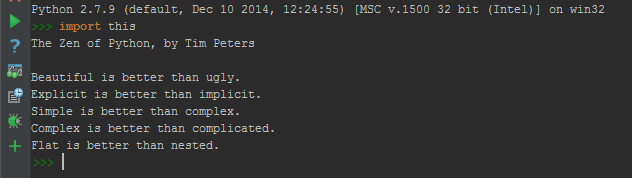 Python 2.7.9 (default, Dec 10 2014, 12:24:55) [MSC v.1500 32 bit (Intel)] on win32
>>> import this
The Zen of Python, by Tim Peters

Beautiful is better than ugly.
Explicit is better than implicit.
Simple is better than complex.
Complex is better than complicated.
Flat is better than nested.
>>>